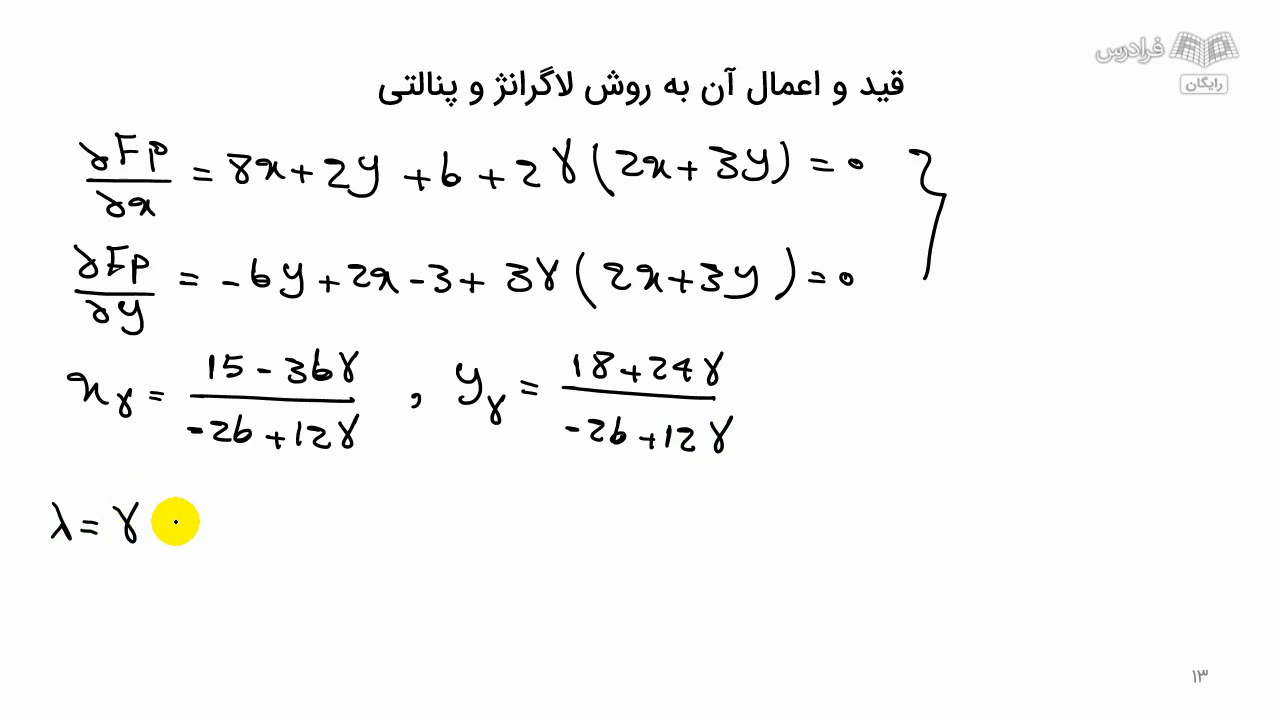 فرادرس
رایگان
قید و اعمال آن به روش لاگرانژ و پنالتی
∂Fp/∂x = 8x + 2y + 6 + 2γ(2x + 3y) = 0
∂Fp/∂y = -6y + 2x - 3 + 3γ(2x + 3y) = 0
xγ = (15 - 36γ)/(-26 + 12γ) , yγ = (18 + 24γ)/(-26 + 12γ)
λ = γ
۱۳